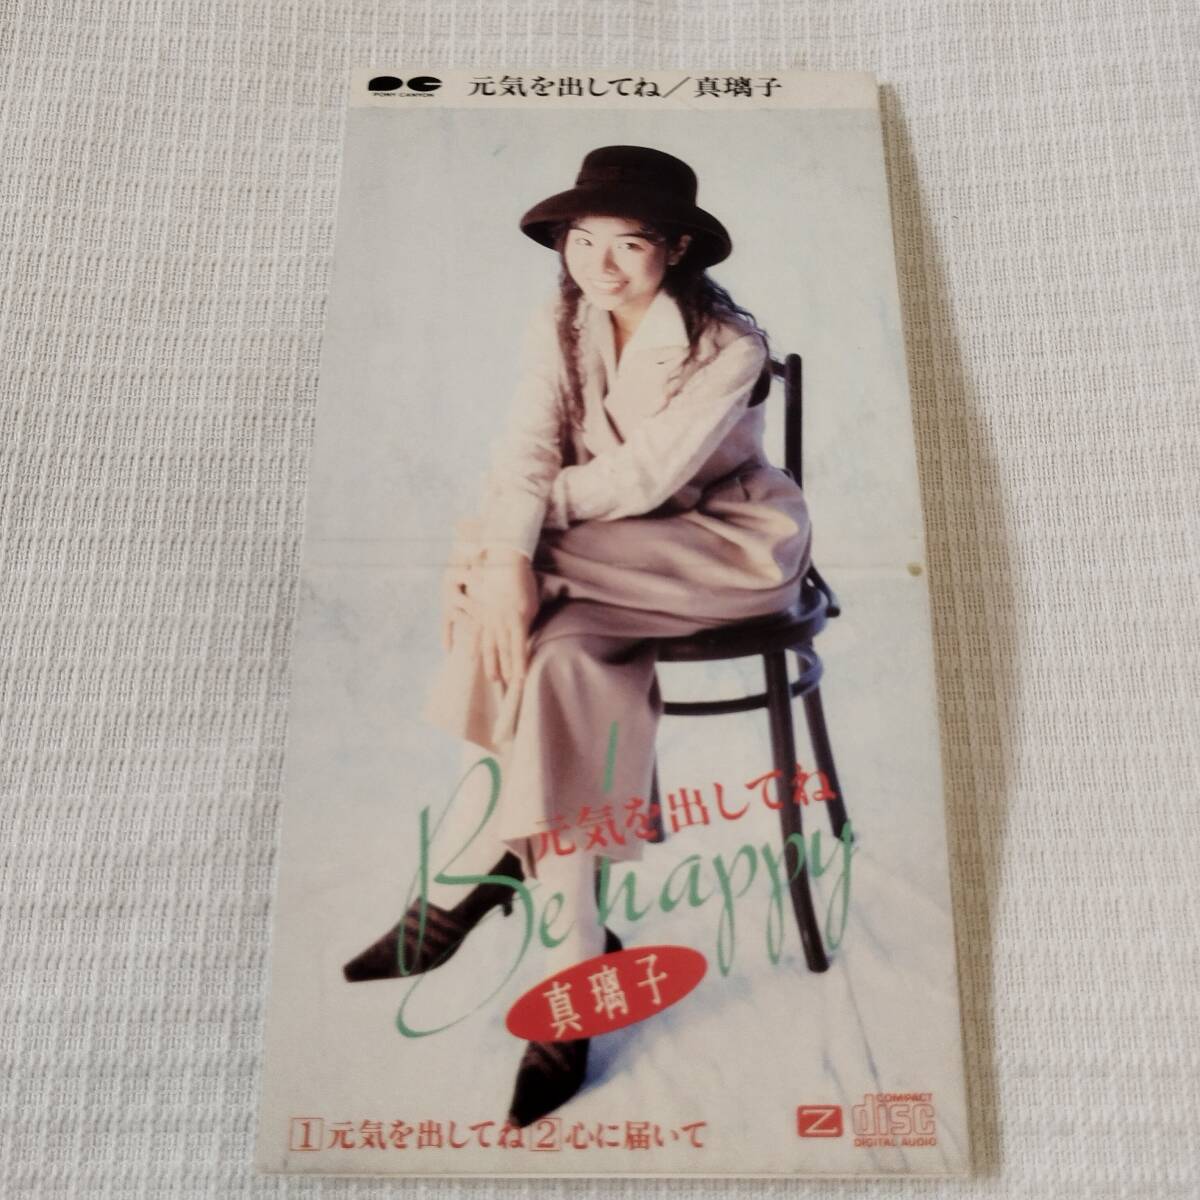 PONY CANYON
元気を出してね／真璃子
元気を出してね
Be happy
真璃子
1 元気を出してね 2 心に届いて
Z
COMPACT
disc
DIGITAL AUDIO